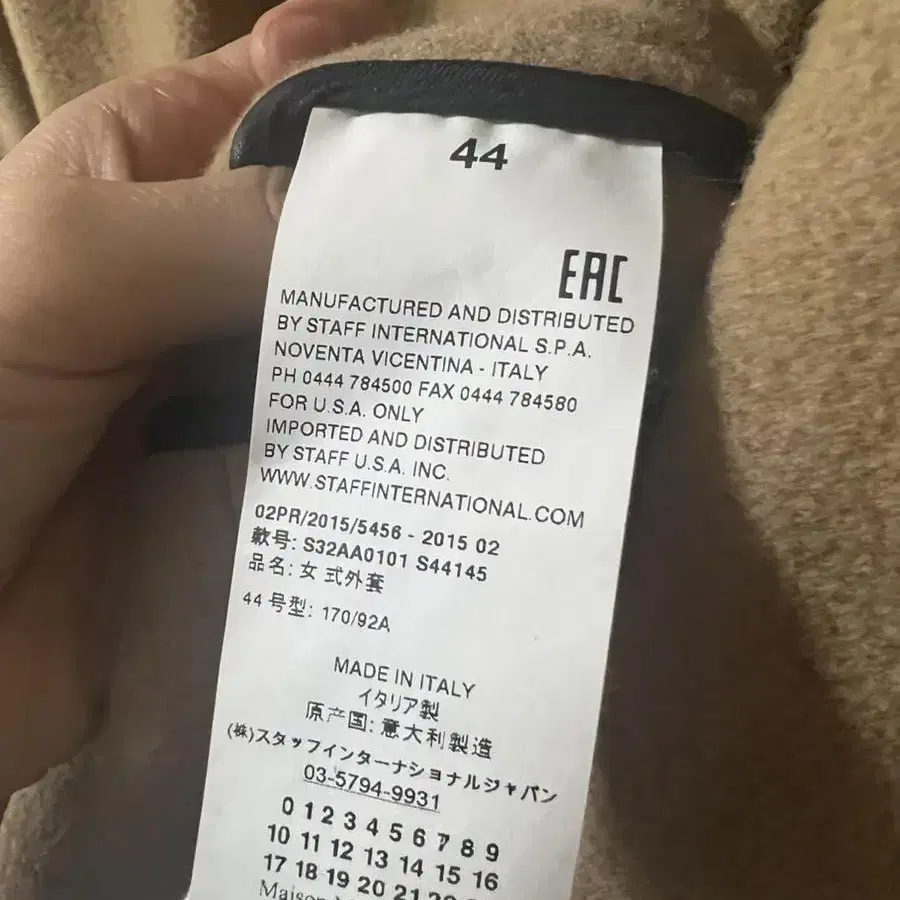 44
EAC
MANUFACTURED AND DISTRIBUTED
BY STAFF INTERNATIONAL S.P.A.
NOVENTA VICENTINA - ITALY
PH 0444 784500 FAX 0444 784580
FOR U.S.A. ONLY
IMPORTED AND DISTRIBUTED
BY STAFF U.S.A. INC.
WWW.STAFFINTERNATIONAL.COM
02PR/2015/5456 - 2015 02
款号: S32AA0101 S44145
品名: 女 式外套
44 号型: 170/92A
MADE IN ITALY
イタリア製
原产国: 意大利製造
(株)スタッフインターナショナルジャパン
03-5794-9931
0 1 2 3 4 5 6 7 8 9
10 11 12 13 14 15 16
17 18 19 20 21 22
Maison